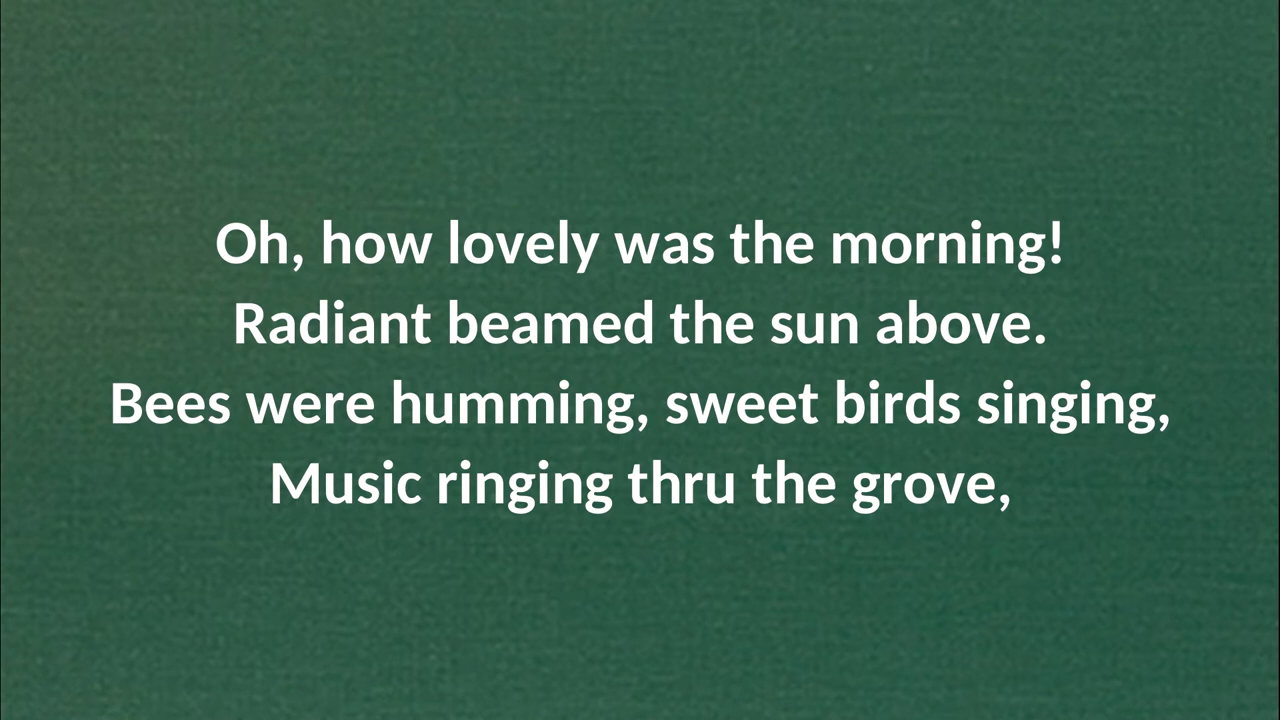 Oh, how lovely was the morning!
Radiant beamed the sun above.
Bees were humming, sweet birds singing,
Music ringing thru the grove,